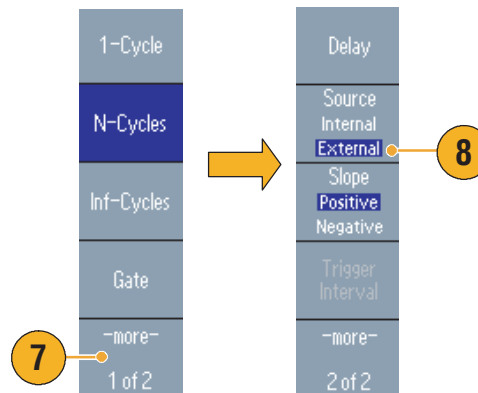 1-Cycle
N-Cycles
Inf-Cycles
Gate
-more-
1 of 2
7
Delay
Source
Internal
External
8
Slope
Positive
Negative
Trigger
Interval
-more-
2 of 2